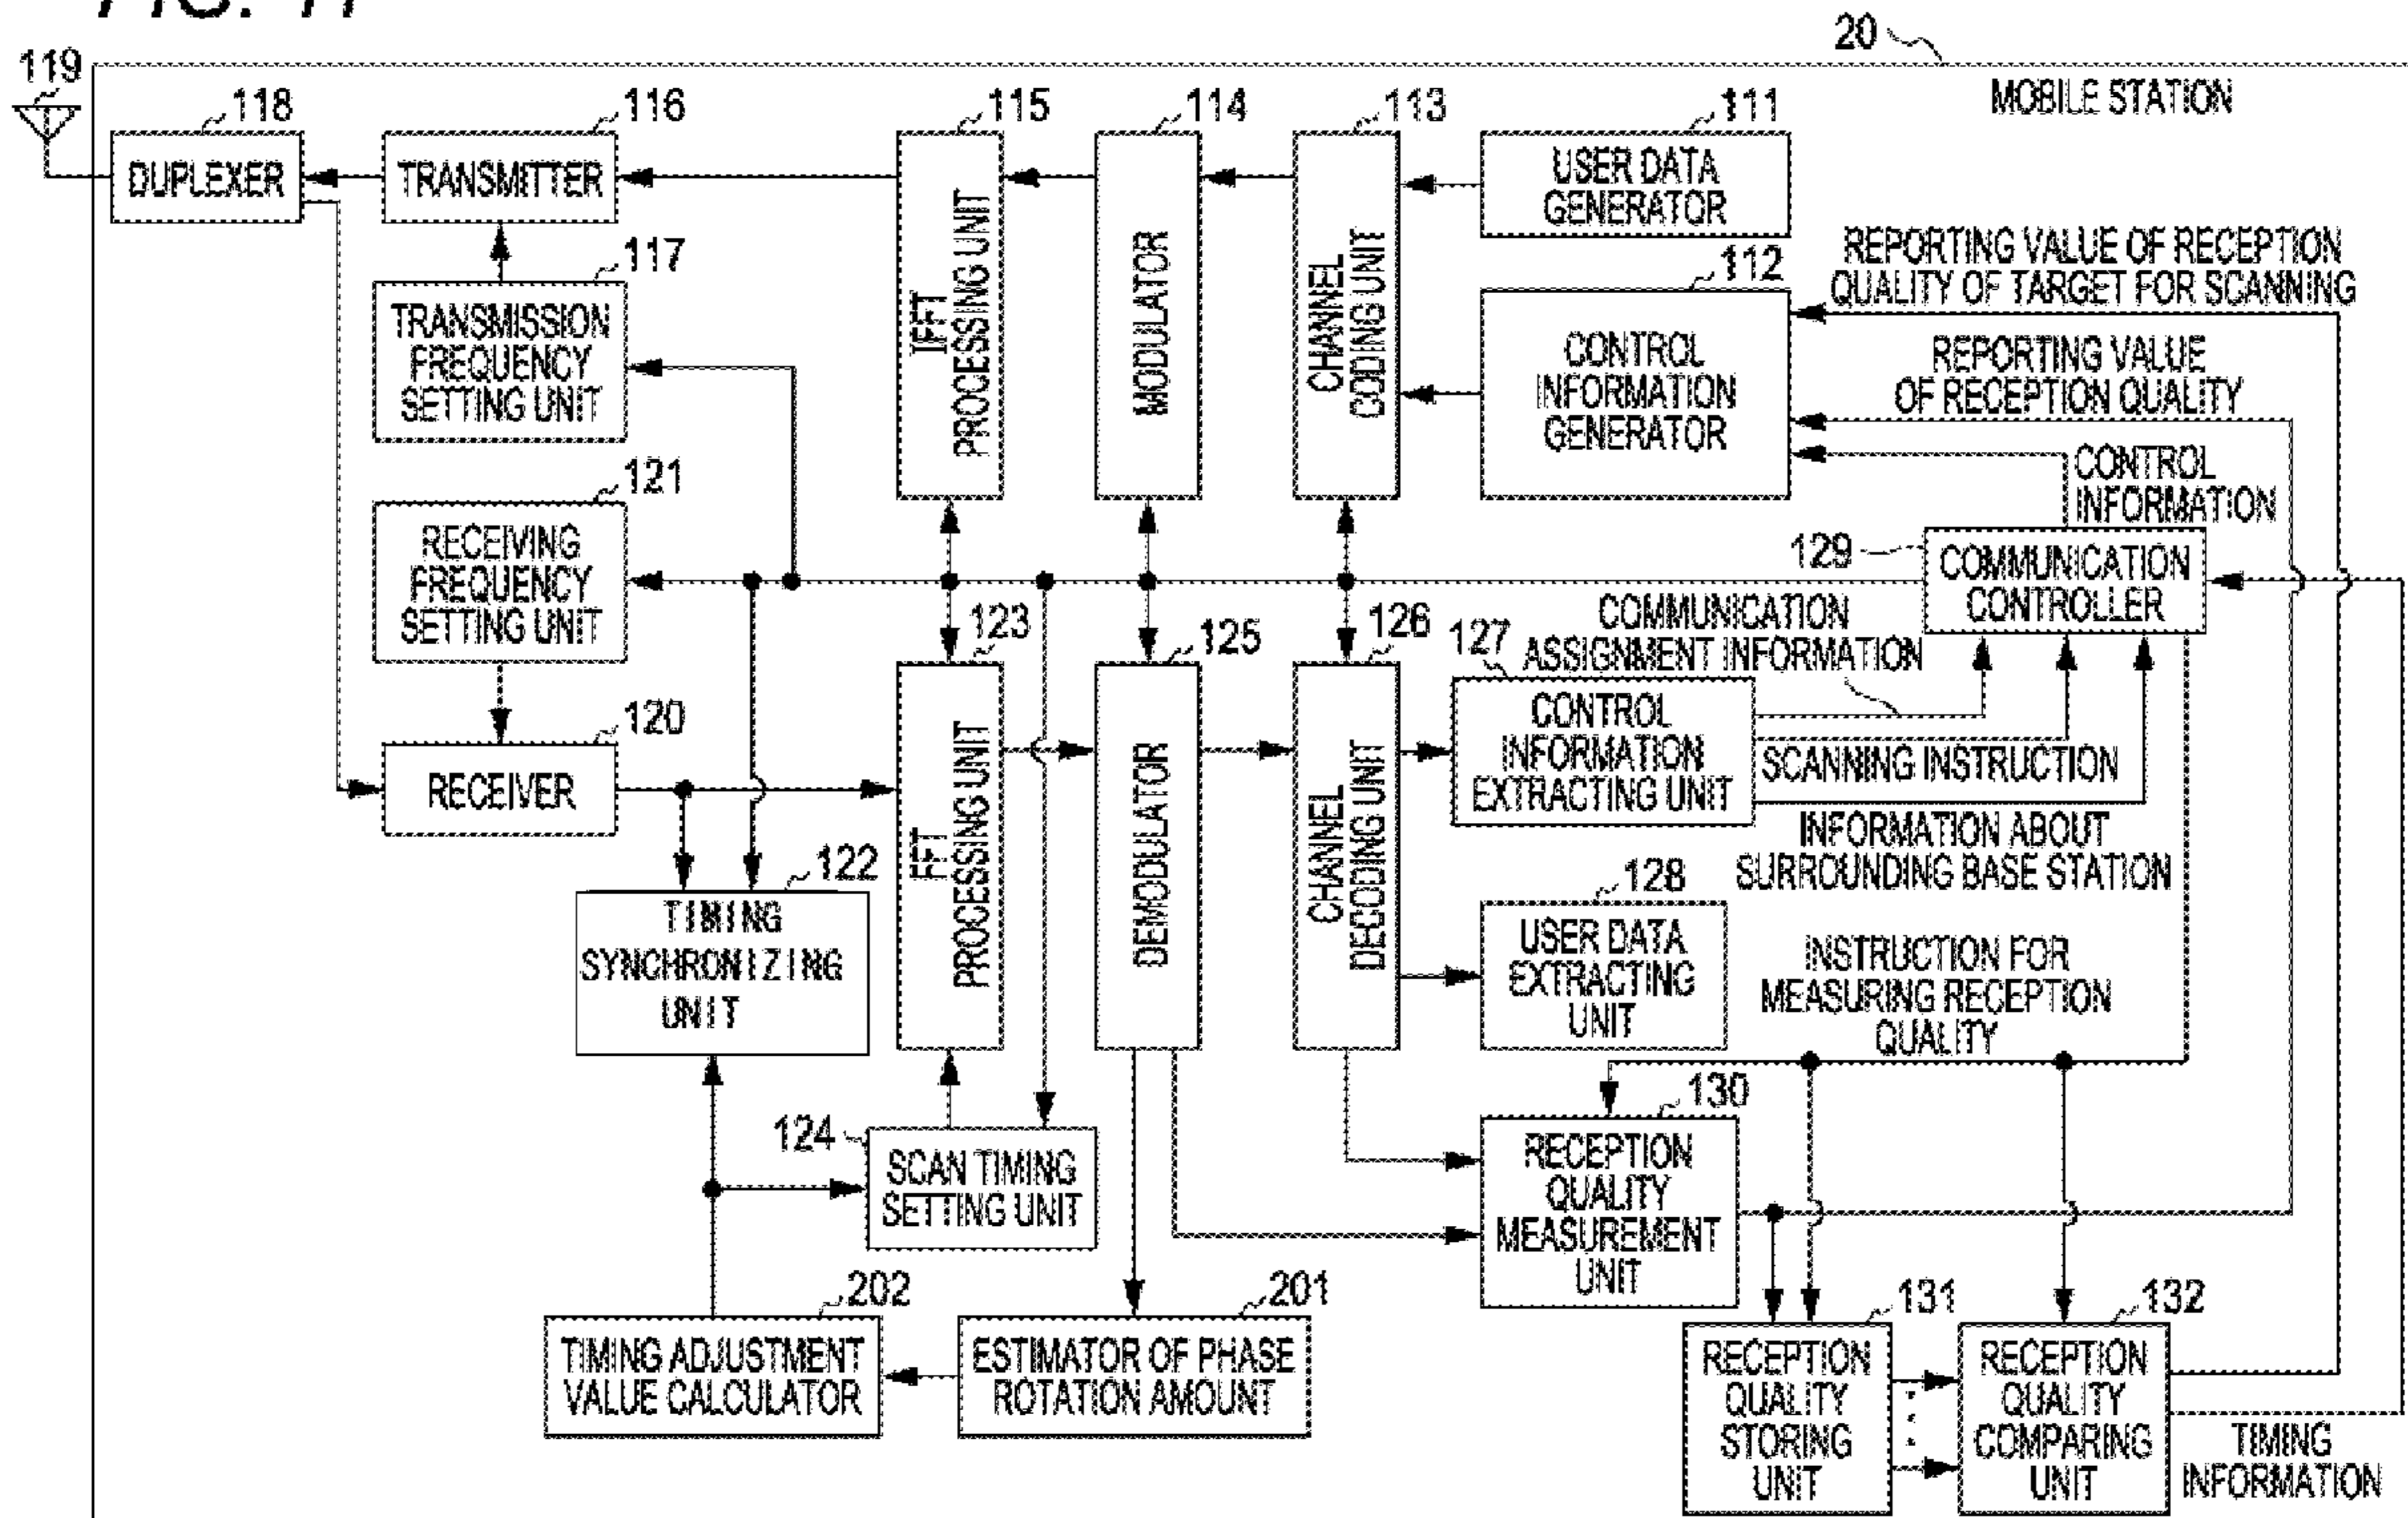 20
MOBILE STATION
119
118
DUPLEXER
116
TRANSMITTER
115
IFFT
PROCESSING UNIT
114
MODULATOR
113
CHANNEL
CODING UNIT
111
USER DATA
GENERATOR
117
TRANSMISSION
FREQUENCY
SETTING UNIT
112
CONTROL
INFORMATION
GENERATOR
REPORTING VALUE OF RECEPTION
QUALITY OF TARGET FOR SCANNING
REPORTING VALUE
OF RECEPTION QUALITY
CONTROL
INFORMATION
121
RECEIVING
FREQUENCY
SETTING UNIT
129
COMMUNICATION
CONTROLLER
120
RECEIVER
123
FFT
PROCESSING UNIT
125
DEMODULATOR
126
CHANNEL
DECODING UNIT
127
CONTROL
INFORMATION
EXTRACTING UNIT
COMMUNICATION
ASSIGNMENT INFORMATION
SCANNING INSTRUCTION
INFORMATION ABOUT
SURROUNDING BASE STATION
122
TIMING
SYNCHRONIZING
UNIT
128
USER DATA
EXTRACTING
UNIT
INSTRUCTION FOR
MEASURING RECEPTION
QUALITY
124
SCAN TIMING
SETTING UNIT
130
RECEPTION
QUALITY
MEASUREMENT
UNIT
202
TIMING ADJUSTMENT
VALUE CALCULATOR
201
ESTIMATOR OF PHASE
ROTATION AMOUNT
131
RECEPTION
QUALITY
STORING
UNIT
132
RECEPTION
QUALITY
COMPARING
UNIT
TIMING
INFORMATION